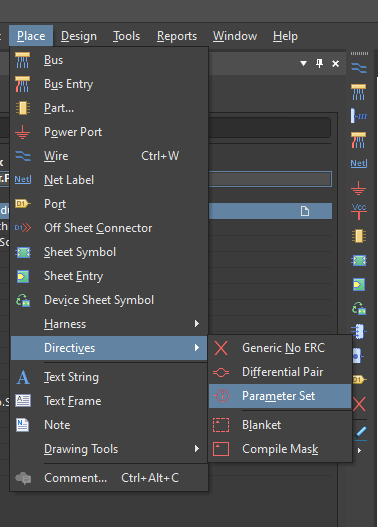 Place Design Tools Reports Window Help
Bus
Bus Entry
Part...
Power Port
Wire Ctrl+W
Net Label
Port
Off Sheet Connector
Sheet Symbol
Sheet Entry
Device Sheet Symbol
Harness
Directives
Generic No ERC
Differential Pair
Parameter Set
Blanket
Compile Mask
Text String
Text Frame
Note
Drawing Tools
Comment... Ctrl+Alt+C
Net
D1
Vcc